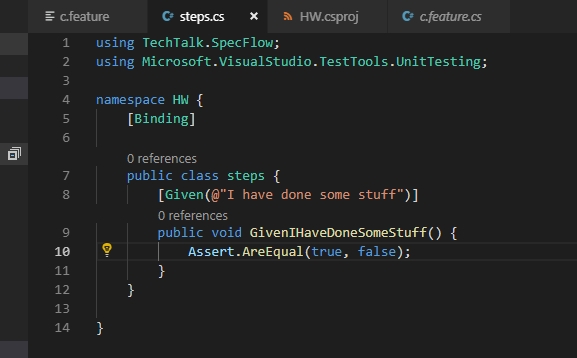 c.feature steps.cs HW.csproj c.feature.cs
1 using TechTalk.SpecFlow;
2 using Microsoft.VisualStudio.TestTools.UnitTesting;
3
4 namespace HW {
5 [Binding]
6
0 references
7 public class steps {
8 [Given(@"I have done some stuff")]
0 references
9 public void GivenIHaveDoneSomeStuff() {
10 Assert.AreEqual(true, false);
11 }
12 }
13
14 }